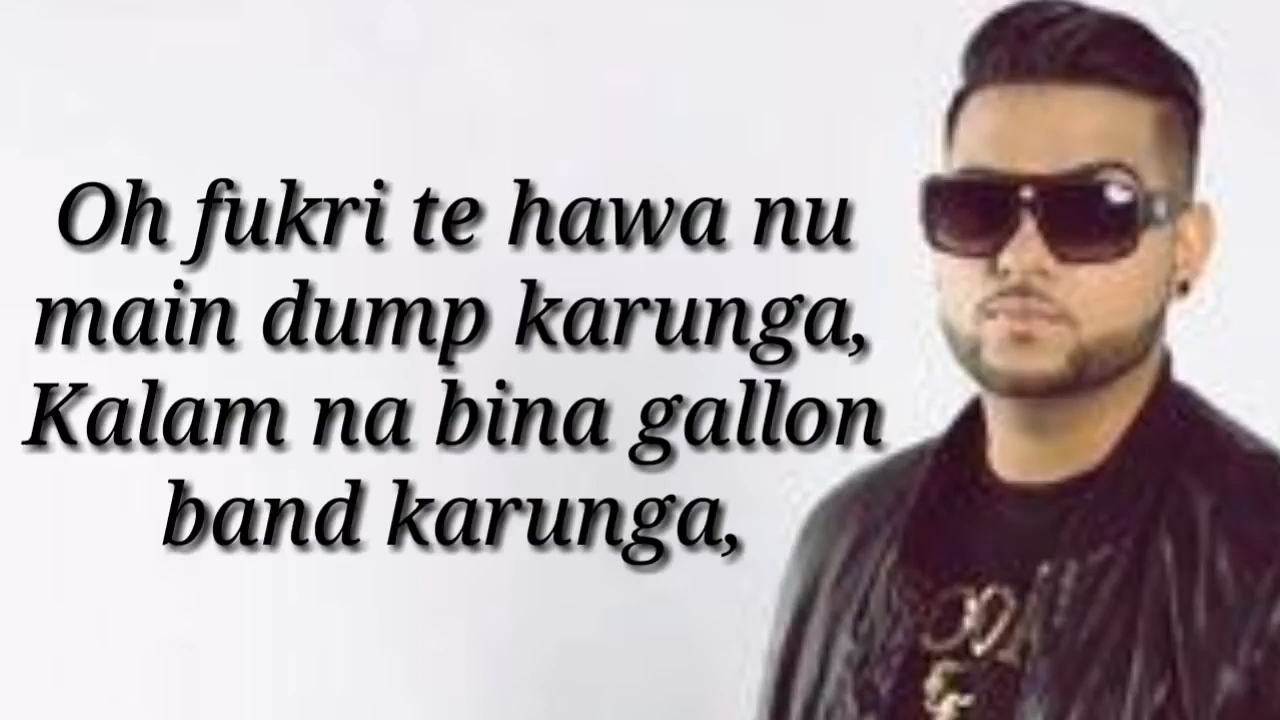 Oh fukri te hawa nu
main dump karunga,
Kalam na bina gallon
band karunga,